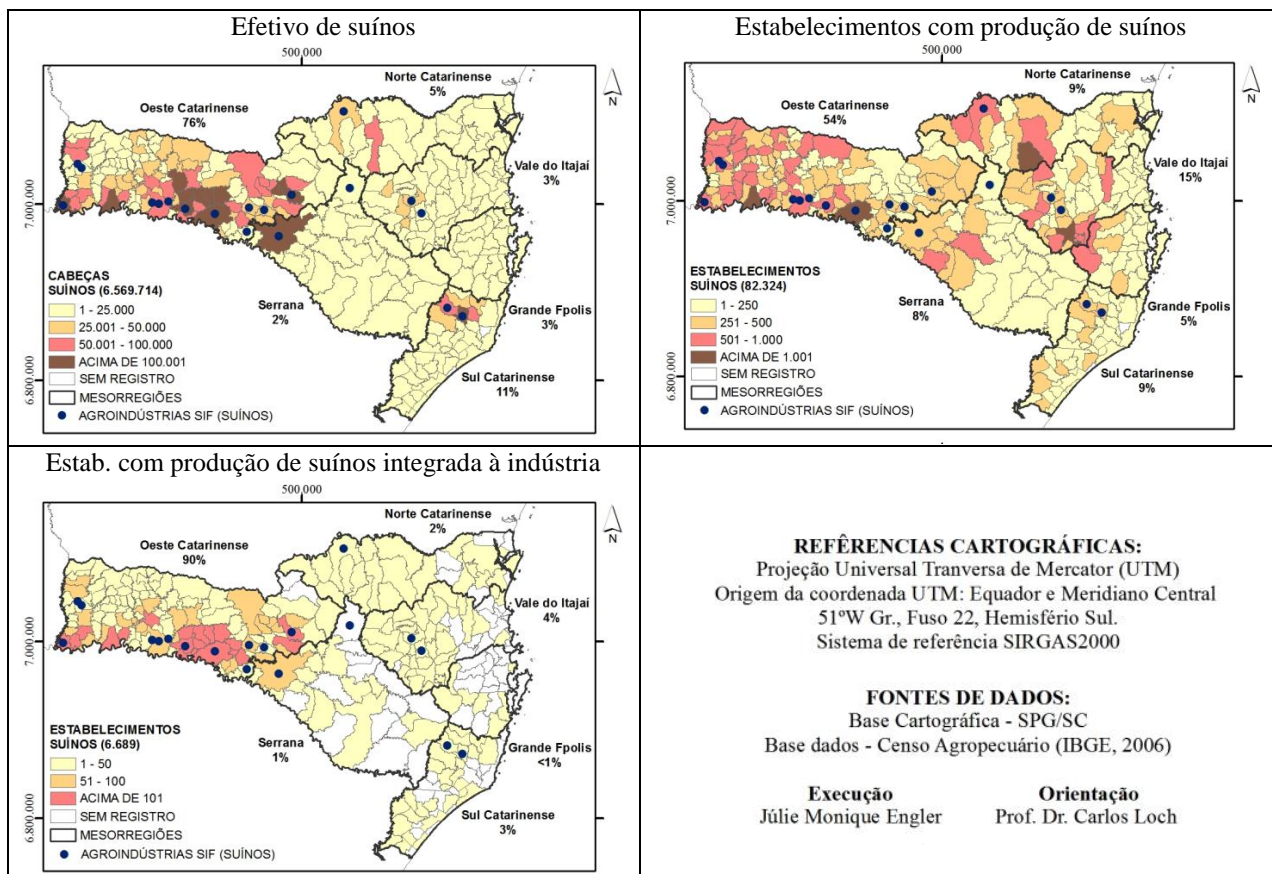 Efetivo de suínos
500.000
Norte Catarinense
5%
N
Oeste Catarinense
76%
Vale do Itajaí
3%
7.000.000
CABEÇAS
SUÍNOS (6.569.714)
1 - 25.000
25.001 - 50.000
50.001 - 100.000
ACIMA DE 100.001
SEM REGISTRO
MESORREGIÕES
AGROINDÚSTRIAS SIF (SUÍNOS)
Serrana
2%
Grande Fpolis
3%
6.800.000
Sul Catarinense
11%
Estabelecimentos com produção de suínos
500.000
Norte Catarinense
9%
N
Oeste Catarinense
54%
Vale do Itajaí
15%
7.000.000
ESTABELECIMENTOS
SUÍNOS (82.324)
1 - 250
251 - 500
501 - 1.000
ACIMA DE 1.001
SEM REGISTRO
MESORREGIÕES
AGROINDÚSTRIAS SIF (SUÍNOS)
Serrana
8%
Grande Fpolis
5%
6.800.000
Sul Catarinense
9%
Estab. com produção de suínos integrada à indústria
500.000
Norte Catarinense
2%
N
Oeste Catarinense
90%
Vale do Itajaí
4%
7.000.000
ESTABELECIMENTOS
SUÍNOS (6.689)
1 - 50
51 - 100
ACIMA DE 101
SEM REGISTRO
MESORREGIÕES
AGROINDÚSTRIAS SIF (SUÍNOS)
Serrana
1%
Grande Fpolis
<1%
6.800.000
Sul Catarinense
3%
REFÊRENCIAS CARTOGRÁFICAS:
Projeção Universal Tranversa de Mercator (UTM)
Origem da coordenada UTM: Equador e Meridiano Central
51ºW Gr., Fuso 22, Hemisfério Sul.
Sistema de referência SIRGAS2000
FONTES DE DADOS:
Base Cartográfica - SPG/SC
Base dados - Censo Agropecuário (IBGE, 2006)
Execução
Júlie Monique Engler
Orientação
Prof. Dr. Carlos Loch